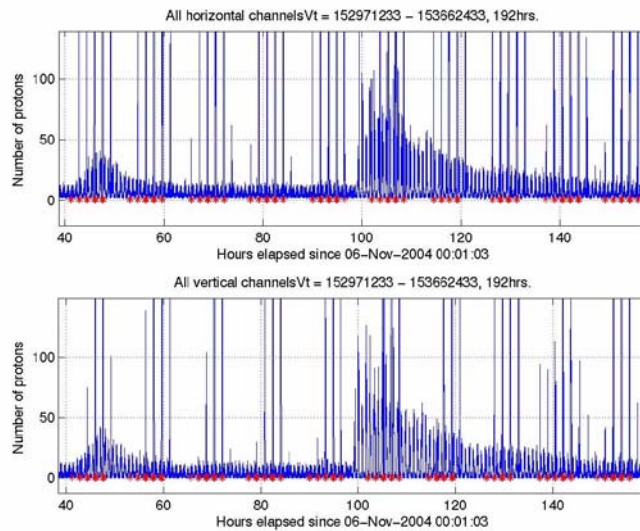 All horizontal channelsVt = 152971233 − 153662433, 192hrs.
Number of protons
100
50
0
40 60 80 100 120 140
Hours elapsed since 06−Nov−2004 00:01:03
All vertical channelsVt = 152971233 − 153662433, 192hrs.
Number of protons
100
50
0
40 60 80 100 120 140
Hours elapsed since 06−Nov−2004 00:01:03